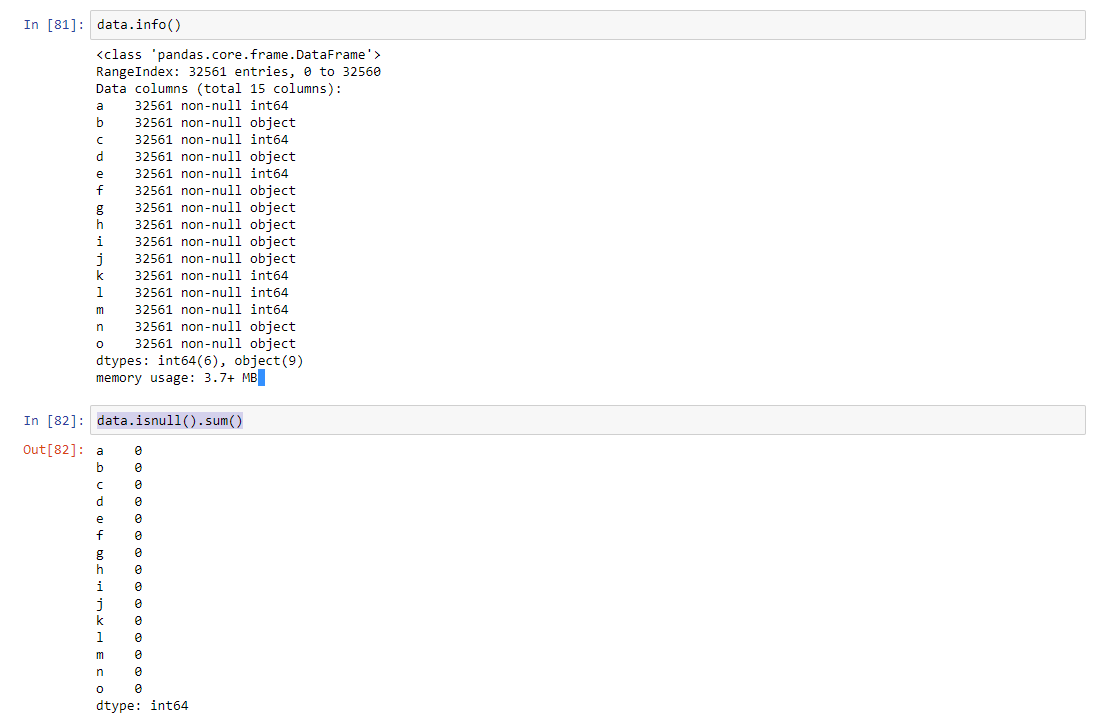 In [81]: data.info()
<class 'pandas.core.frame.DataFrame'>
RangeIndex: 32561 entries, 0 to 32560
Data columns (total 15 columns):
a    32561 non-null int64
b    32561 non-null object
c    32561 non-null int64
d    32561 non-null object
e    32561 non-null int64
f    32561 non-null object
g    32561 non-null object
h    32561 non-null object
i    32561 non-null object
j    32561 non-null object
k    32561 non-null int64
l    32561 non-null int64
m    32561 non-null int64
n    32561 non-null object
o    32561 non-null object
dtypes: int64(6), object(9)
memory usage: 3.7+ MB
In [82]: data.isnull().sum()
Out[82]: a    0
b    0
c    0
d    0
e    0
f    0
g    0
h    0
i    0
j    0
k    0
l    0
m    0
n    0
o    0
dtype: int64